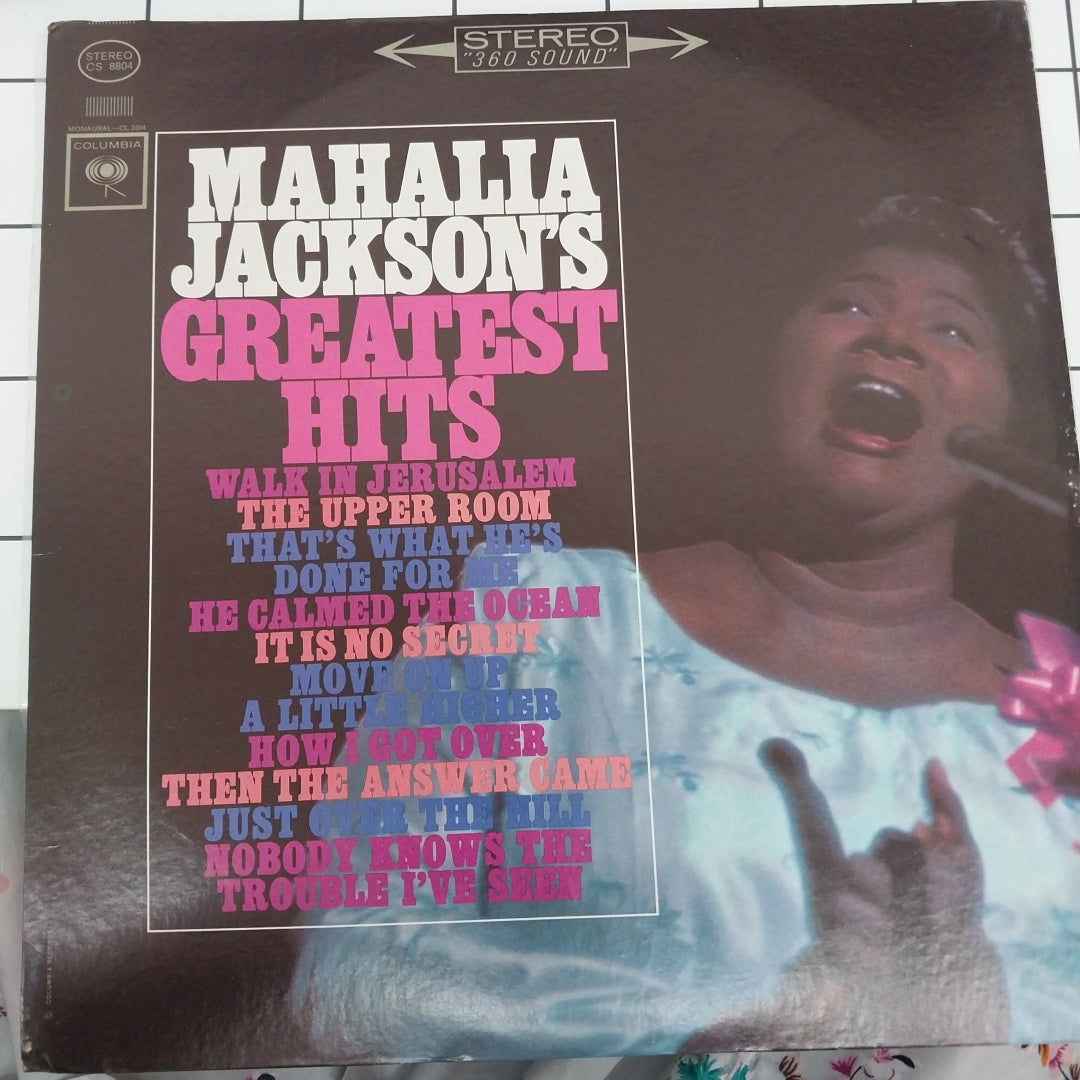 STEREO
"360 SOUND"
STEREO
CS 8804
MONAURAL—CL 2004
COLUMBIA
MAHALIA
JACKSON'S
GREATEST
HITS
WALK IN JERUSALEM
THE UPPER ROOM
THAT'S WHAT HE'S
DONE FOR ME
HE CALMED THE OCEAN
IT IS NO SECRET
MOVE ON UP
A LITTLE HIGHER
HOW I GOT OVER
THEN THE ANSWER CAME
JUST OVER THE HILL
NOBODY KNOWS THE
TROUBLE I'VE SEEN
© COLUMBIA RECORDS